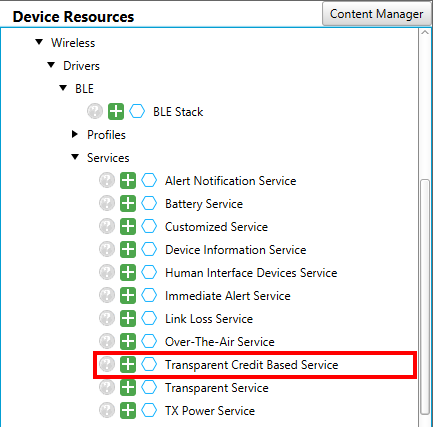 Device Resources
Content Manager
Wireless
Drivers
BLE
BLE Stack
Profiles
Services
Alert Notification Service
Battery Service
Customized Service
Device Information Service
Human Interface Devices Service
Immediate Alert Service
Link Loss Service
Over-The-Air Service
Transparent Credit Based Service
Transparent Service
TX Power Service